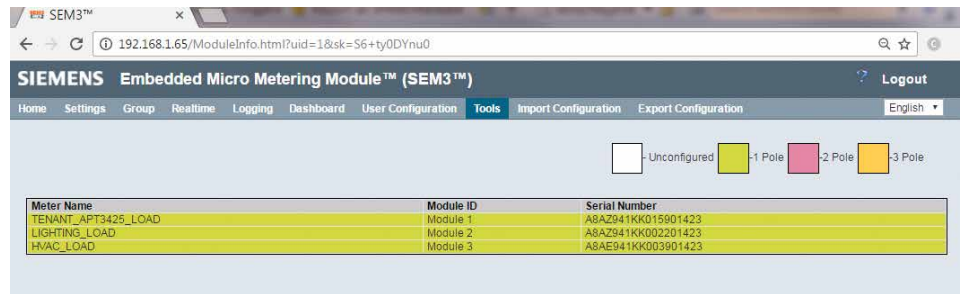 SEM3™
192.168.1.65/ModuleInfo.html?uid=1&sk=S6+ty0DYnu0
SIEMENS Embedded Micro Metering Module™ (SEM3™) ? Logout
Home Settings Group Realtime Logging Dashboard User Configuration Tools Import Configuration Export Configuration English
- Unconfigured -1 Pole -2 Pole -3 Pole
Meter Name Module ID Serial Number
TENANT_APT3425_LOAD Module 1 A8AZ941KK015901423
LIGHTING_LOAD Module 2 A8AZ941KK002201423
HVAC_LOAD Module 3 A8AE941KK003901423